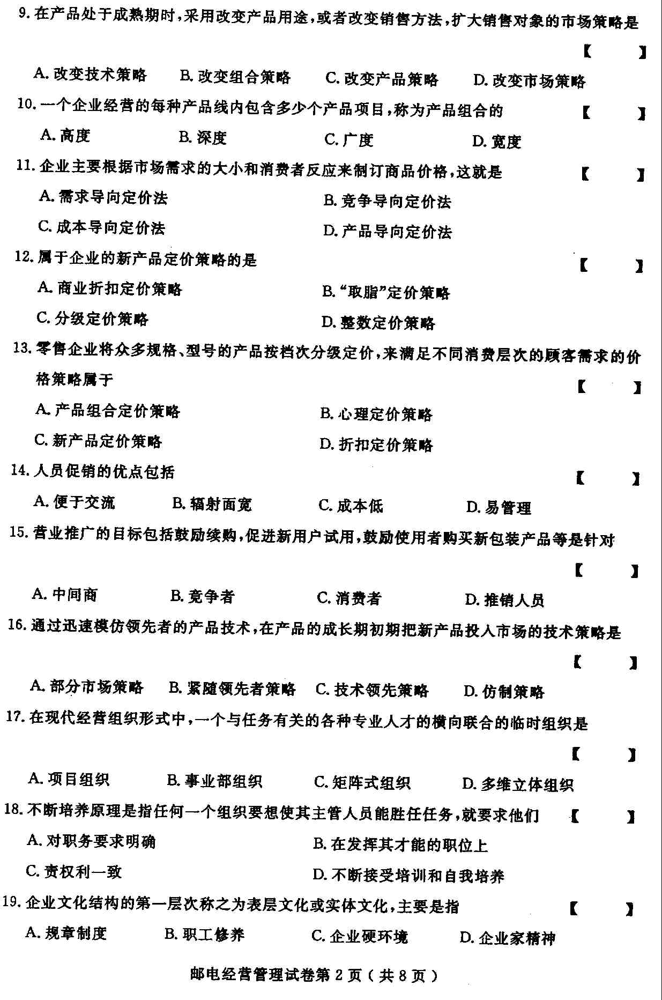 9. 在产品处于成熟期时,采用改变产品用途,或者改变销售方法,扩大销售对象的市场策略是
【 】
A. 改变技术策略 B. 改变组合策略 C. 改变产品策略 D. 改变市场策略
10. 一个企业经营的每种产品线内包含多少个产品项目,称为产品组合的 【 】
A. 高度 B. 深度 C. 广度 D. 宽度
11. 企业主要根据市场需求的大小和消费者反应来制订商品价格,这就是 【 】
A. 需求导向定价法 B. 竞争导向定价法
C. 成本导向定价法 D. 产品导向定价法
12. 属于企业的新产品定价策略的是 【 】
A. 商业折扣定价策略 B. “取脂”定价策略
C. 分级定价策略 D. 整数定价策略
13. 零售企业将众多规格、型号的产品按档次分级定价,来满足不同消费层次的顾客需求的价
格策略属于 【 】
A. 产品组合定价策略 B. 心理定价策略
C. 新产品定价策略 D. 折扣定价策略
14. 人员促销的优点包括 【 】
A. 便于交流 B. 辐射面宽 C. 成本低 D. 易管理
15. 营业推广的目标包括鼓励续购,促进新用户试用,鼓励使用者购买新包装产品等是针对
【 】
A. 中间商 B. 竞争者 C. 消费者 D. 推销人员
16. 通过迅速模仿领先者的产品技术,在产品的成长期初期把新产品投入市场的技术策略是
【 】
A. 部分市场策略 B. 紧随领先者策略 C. 技术领先策略 D. 仿制策略
17. 在现代经营组织形式中,一个与任务有关的各种专业人才的横向联合的临时组织是
【 】
A. 项目组织 B. 事业部组织 C. 矩阵式组织 D. 多维立体组织
18. 不断培养原理是指任何一个组织要想使其主管人员能胜任任务,就要求他们 【 】
A. 对职务要求明确 B. 在发挥其才能的职位上
C. 责权利一致 D. 不断接受培训和自我培养
19. 企业文化结构的第一层次称之为表层文化或实体文化,主要是指 【 】
A. 规章制度 B. 职工修养 C. 企业硬环境 D. 企业家精神
邮电经营管理试卷第 2 页 ( 共 8 页 )